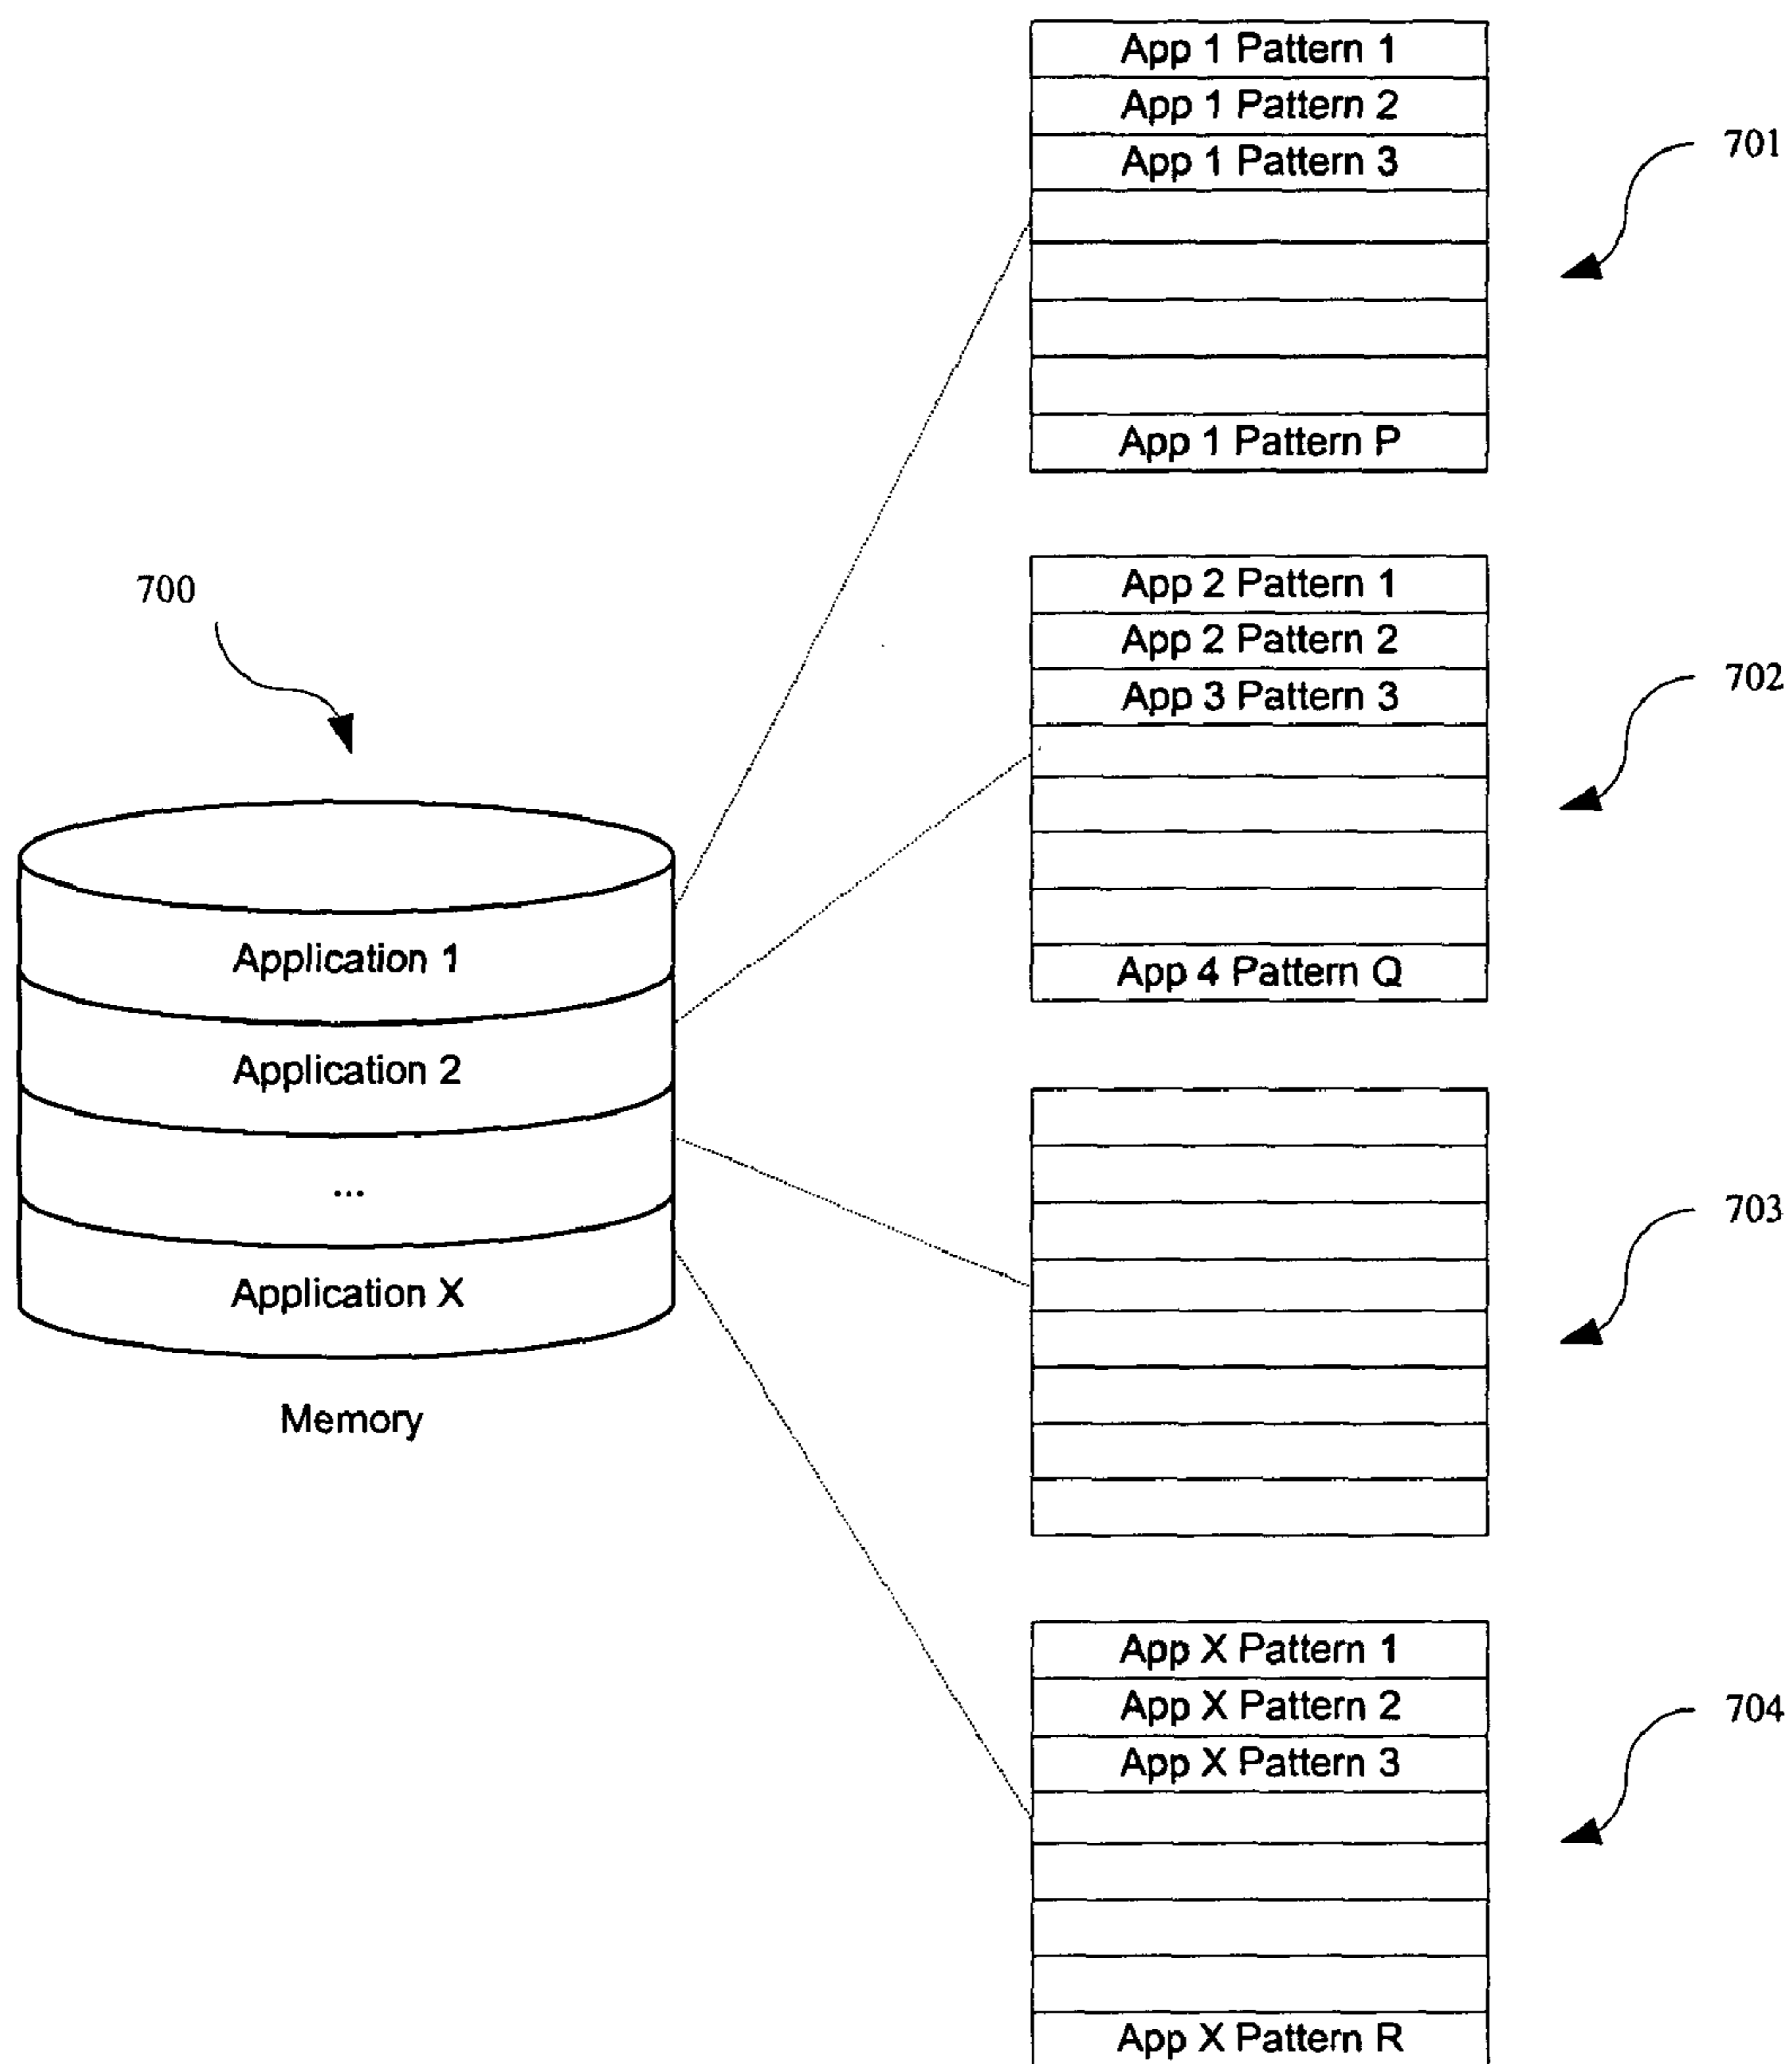 App 1 Pattern 1
App 1 Pattern 2
App 1 Pattern 3
App 1 Pattern P
701
App 2 Pattern 1
App 2 Pattern 2
App 3 Pattern 3
App 4 Pattern Q
702
700
Application 1
Application 2
...
Application X
Memory
703
App X Pattern 1
App X Pattern 2
App X Pattern 3
App X Pattern R
704